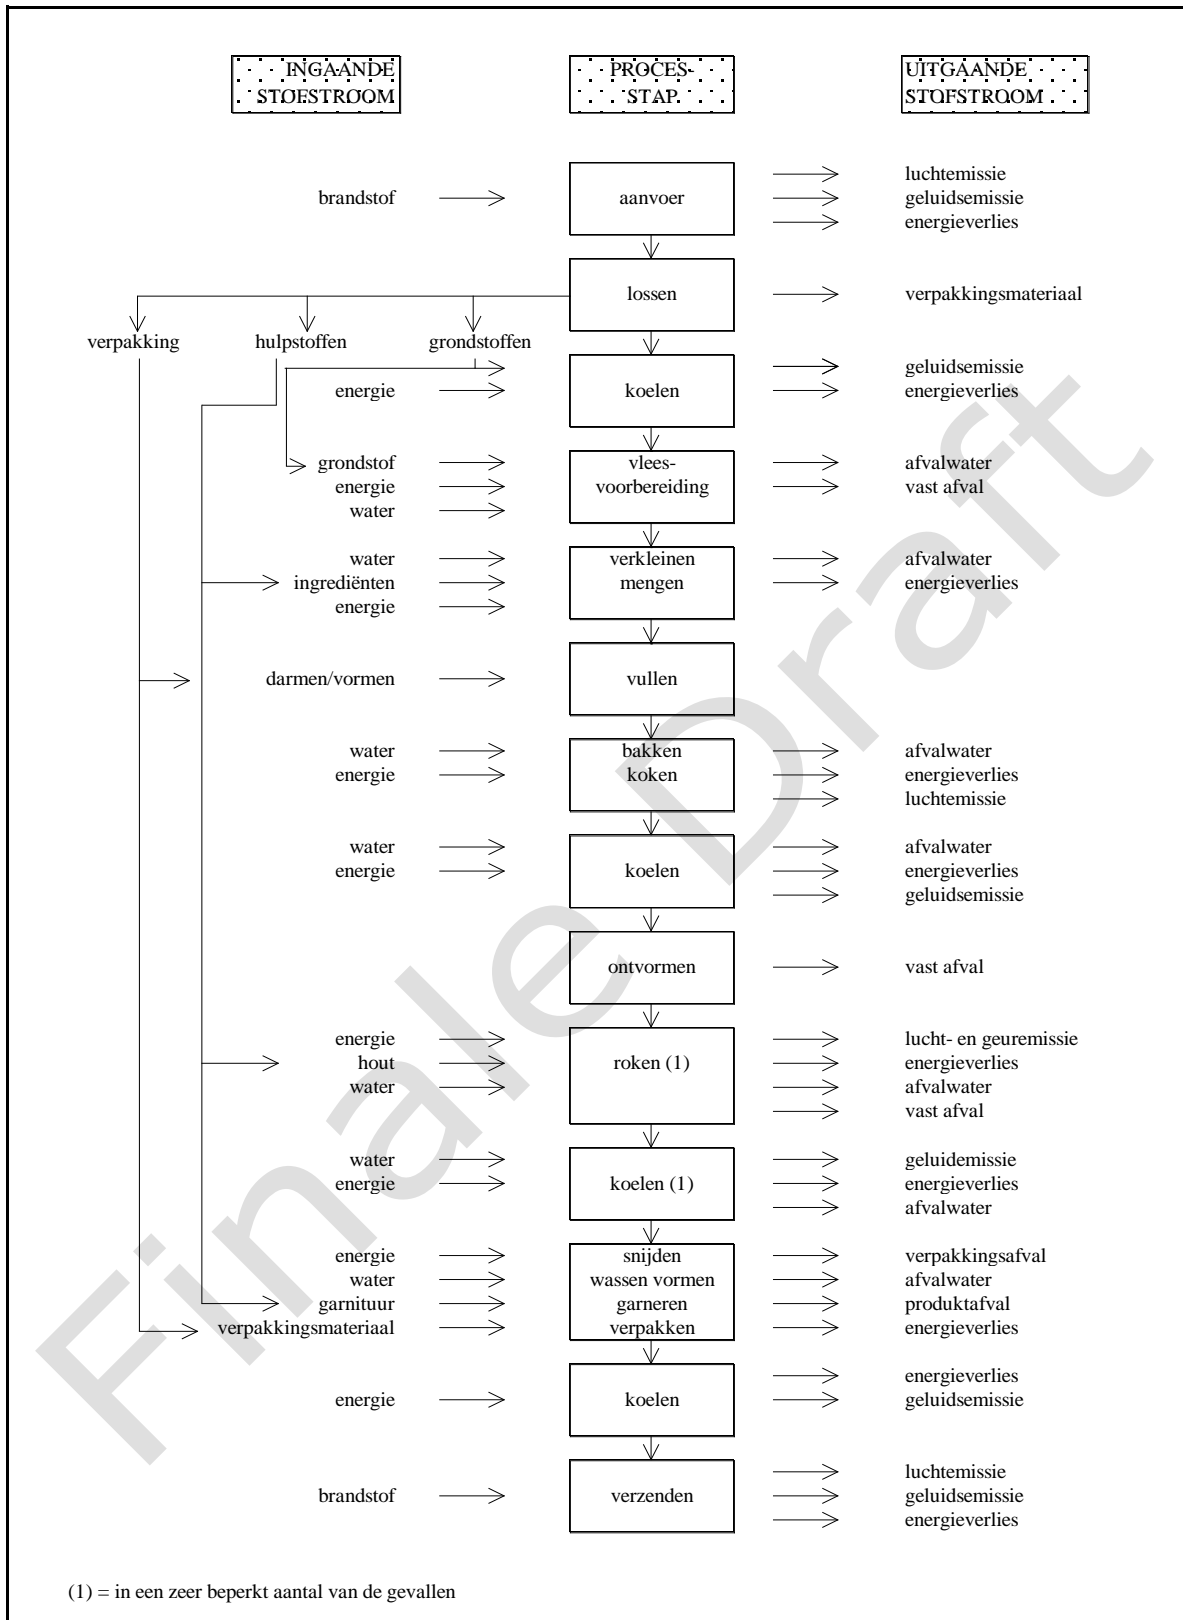 INGAANDE
STOFSTROOM
PROCES-
STAP
UITGAANDE
STOFSTROOM
brandstof
aanvoer
luchtemissie
geluidsemissie
energieverlies
lossen
verpakkingsmateriaal
verpakking
hulpstoffen
grondstoffen
energie
koelen
geluidsemissie
energieverlies
grondstof
energie
water
vlees-
voorbereiding
afvalwater
vast afval
water
ingrediënten
energie
verkleinen
mengen
afvalwater
energieverlies
darmen/vormen
vullen
water
energie
bakken
koken
afvalwater
energieverlies
luchtemissie
water
energie
koelen
afvalwater
energieverlies
geluidsemissie
ontvormen
vast afval
energie
hout
water
roken (1)
lucht- en geuremissie
energieverlies
afvalwater
vast afval
water
energie
koelen (1)
geluidemissie
energieverlies
afvalwater
energie
water
garnituur
verpakkingsmateriaal
snijden
wassen vormen
garneren
verpakken
verpakkingsafval
afvalwater
produktafval
energieverlies
energie
koelen
energieverlies
geluidsemissie
brandstof
verzenden
luchtemissie
geluidsemissie
energieverlies
(1) = in een zeer beperkt aantal van de gevallen
Finale Draft